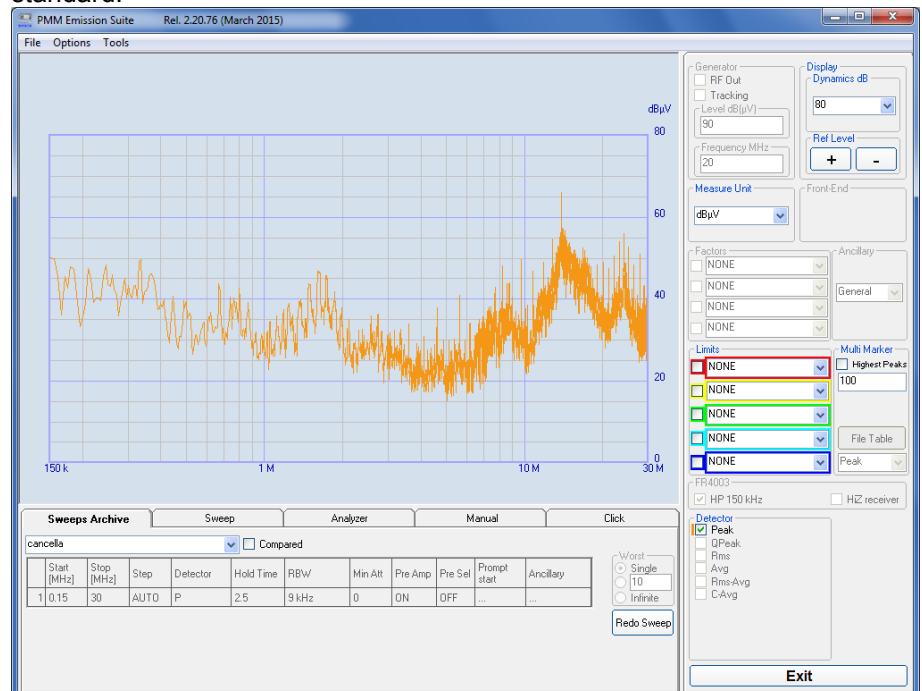 standard.
PMM Emission Suite Rel. 2.20.76 (March 2015)
File Options Tools
Generator
RF Out
Tracking
Level dB(µV)
90
Frequency MHz
20
Display
Dynamics dB
80
Ref Level
+ -
Measure Unit
dBµV
Front-End
Factors
NONE
NONE
NONE
NONE
Ancillary
General
Limits
NONE
NONE
NONE
NONE
NONE
Multi Marker
Highest Peaks
100
File Table
Peak
FR4003
HP 150 kHz
HiZ receiver
Detector
Peak
QPeak
Rms
Avg
Rms-Avg
C-Avg
Exit
dBµV
80
60
40
20
0
150 k 1 M 10 M 30 M
Sweeps Archive Sweep Analyzer Manual Click
cancella Compared
Start [MHz] Stop [MHz] Step Detector Hold Time RBW Min Att Pre Amp Pre Sel Prompt start Ancillary
1 0.15 30 AUTO P 2.5 9 kHz 0 ON OFF ... ...
Worst
Single
10
Infinite
Redo Sweep